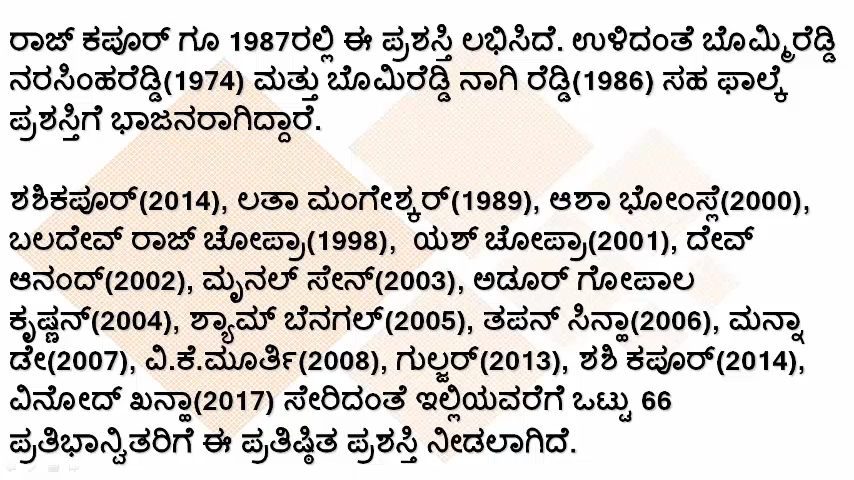 ರಾಜ್ ಕಪೂರ್ ಗೂ 1987ರಲ್ಲಿ ಈ ಪ್ರಶಸ್ತಿ ಲಭಿಸಿದೆ. ಉಳಿದಂತೆ ಬೊಮ್ಮಿರೆಡ್ಡಿ
ನರಸಿಂಹರೆಡ್ಡಿ(1974) ಮತ್ತು ಬೊಮಿರೆಡ್ಡಿ ನಾಗಿ ರೆಡ್ಡಿ(1986) ಸಹ ಫಾಲ್ಕೆ
ಪ್ರಶಸ್ತಿಗೆ ಭಾಜನರಾಗಿದ್ದಾರೆ.
ಶಶಿಕಪೂರ್(2014), ಲತಾ ಮಂಗೇಶ್ಕರ್(1989), ಆಶಾ ಭೋಂಸ್ಲೆ(2000),
ಬಲದೇವ್ ರಾಜ್ ಚೋಪ್ರಾ(1998), ಯಶ್ ಚೋಪ್ರಾ(2001), ದೇವ್
ಆನಂದ್(2002), ಮೃನಲ್ ಸೇನ್(2003), ಅಡೂರ್ ಗೋಪಾಲ
ಕೃಷ್ಣನ್(2004), ಶ್ಯಾಮ್ ಬೆನಗಲ್(2005), ತಪನ್ ಸಿನ್ಹಾ(2006), ಮನ್ನಾ
ಡೇ(2007), ವಿ.ಕೆ.ಮೂರ್ತಿ(2008), ಗುಲ್ಜರ್(2013), ಶಶಿ ಕಪೂರ್(2014),
ವಿನೋದ್ ಖನ್ಹಾ(2017) ಸೇರಿದಂತೆ ಇಲ್ಲಿಯವರೆಗೆ ಒಟ್ಟು 66
ಪ್ರತಿಭಾನ್ವಿತರಿಗೆ ಈ ಪ್ರತಿಷ್ಠಿತ ಪ್ರಶಸ್ತಿ ನೀಡಲಾಗಿದೆ.